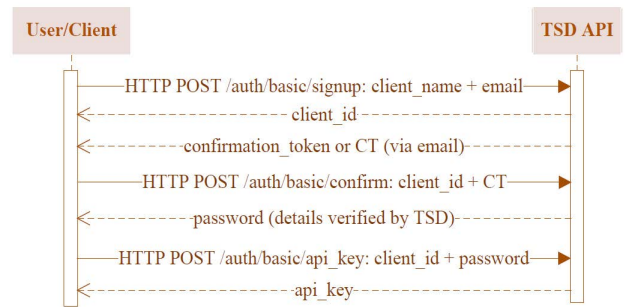 User/Client
TSD API
HTTP POST /auth/basic/signup: client_name + email
client_id
confirmation_token or CT (via email)
HTTP POST /auth/basic/confirm: client_id + CT
password (details verified by TSD)
HTTP POST /auth/basic/api_key: client_id + password
api_key